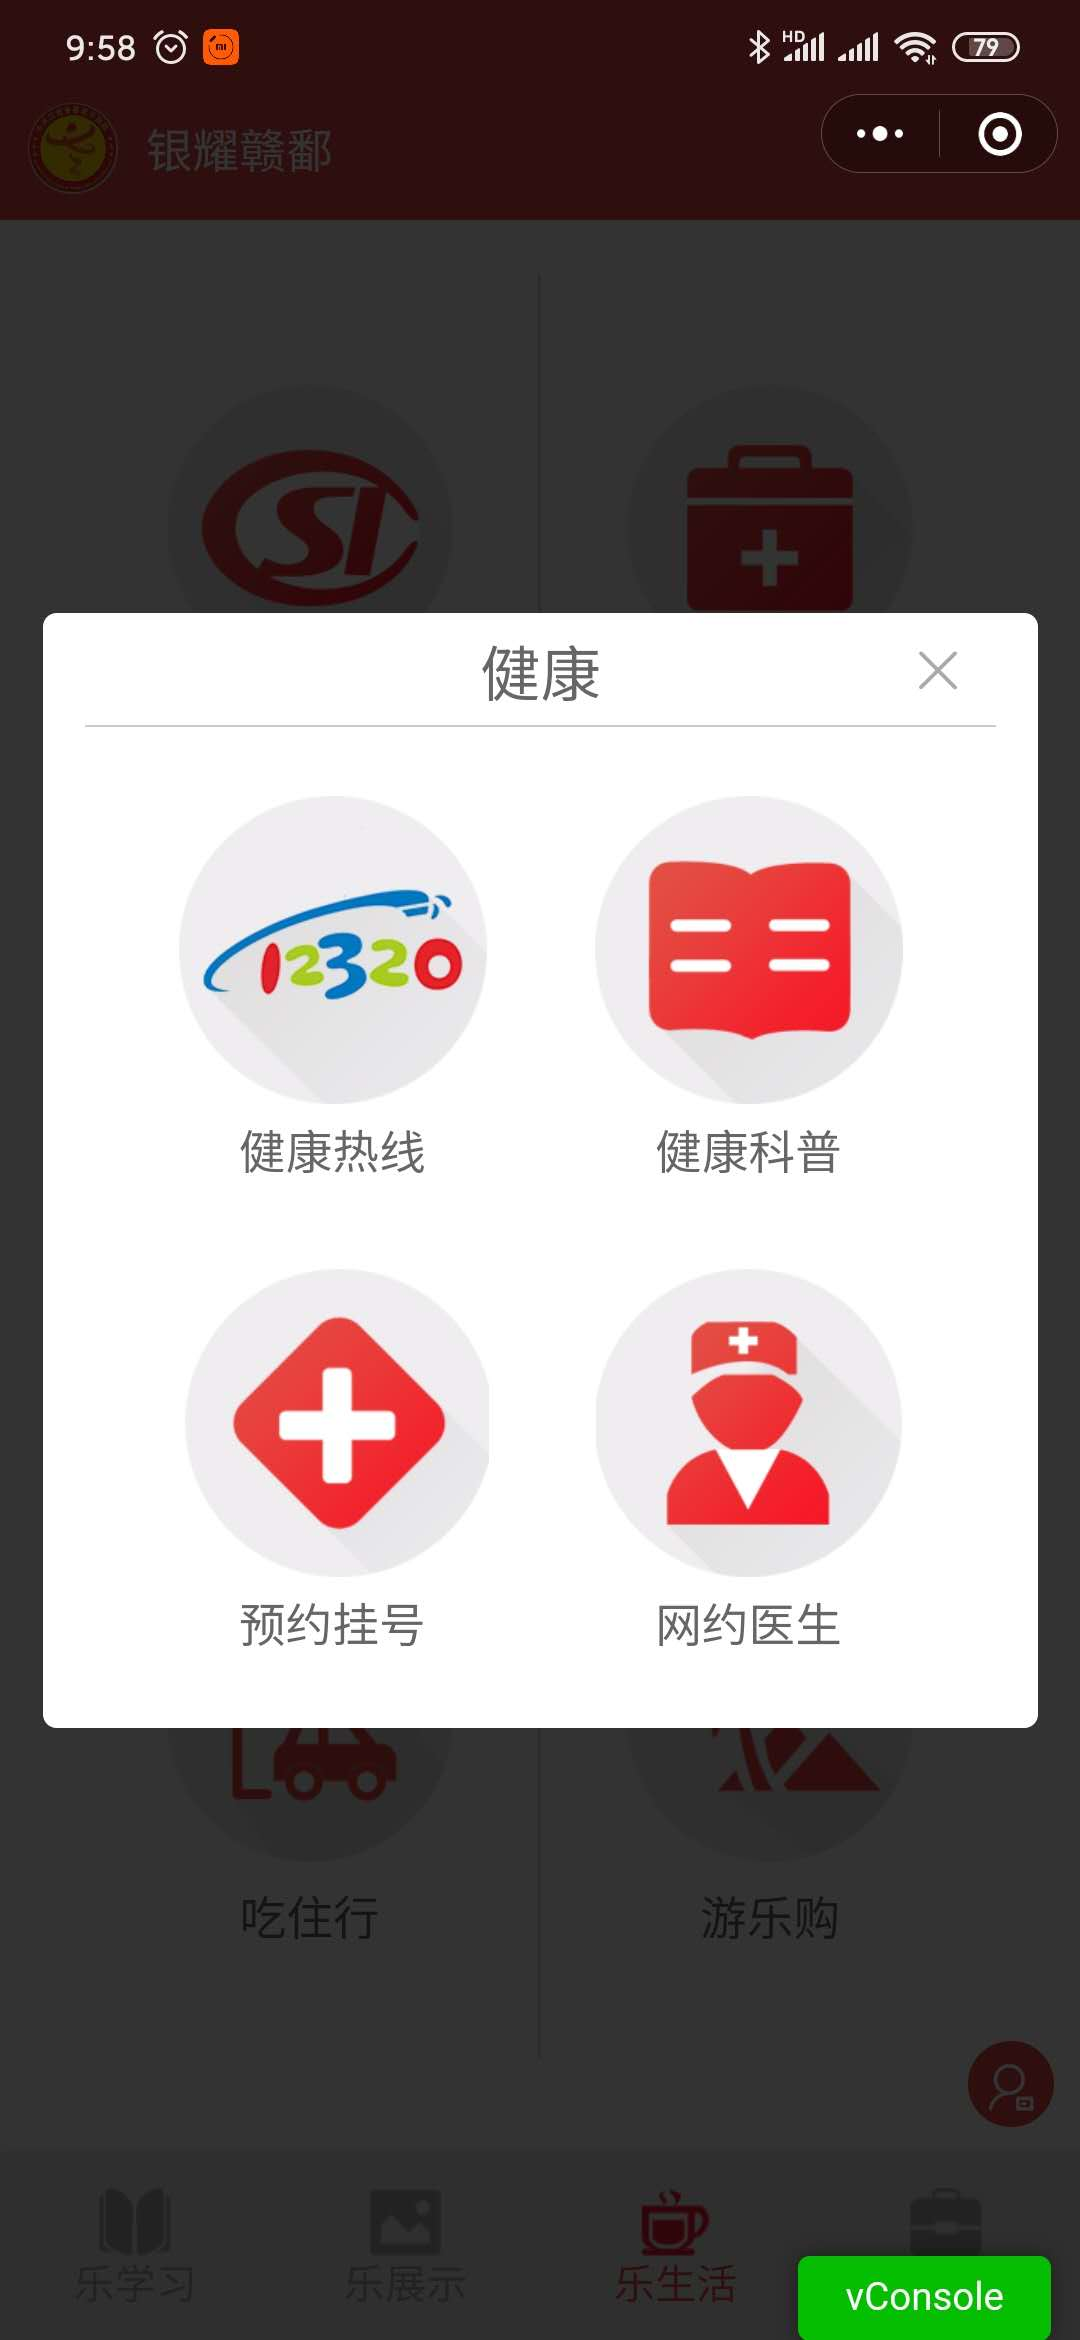 9:58
HD
79
银耀赣鄱
SI
健康
12320
健康热线
健康科普
预约挂号
网约医生
吃住行
游乐购
乐学习
乐展示
乐生活
vConsole